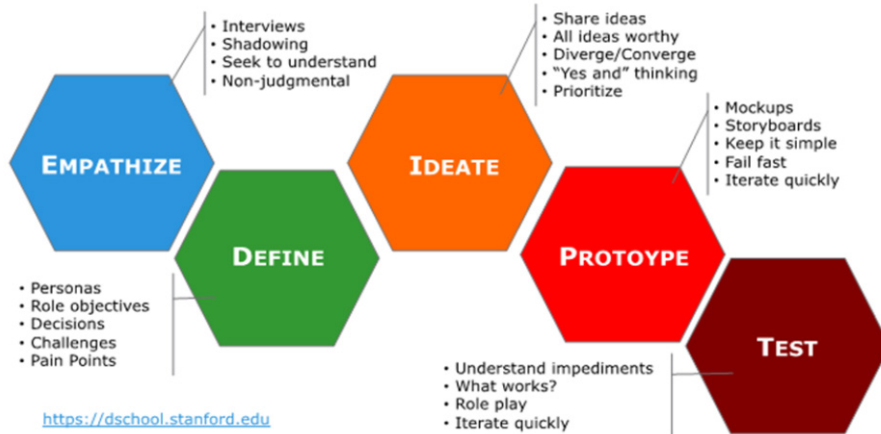 EMPATHIZE
• Interviews
• Shadowing
• Seek to understand
• Non-judgmental
DEFINE
• Personas
• Role objectives
• Decisions
• Challenges
• Pain Points
IDEATE
• Share ideas
• All ideas worthy
• Diverge/Converge
• “Yes and” thinking
• Prioritize
PROTOYPE
• Mockups
• Storyboards
• Keep it simple
• Fail fast
• Iterate quickly
TEST
• Understand impediments
• What works?
• Role play
• Iterate quickly
https://dschool.stanford.edu